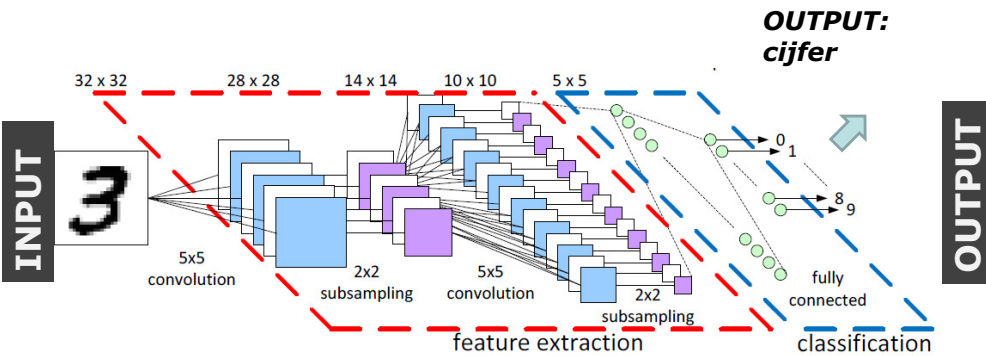 OUTPUT:
cijfer
32 x 32
28 x 28
14 x 14
10 x 10
5 x 5
INPUT
0
1
8
9
5x5
convolution
2x2
subsampling
5x5
convolution
2x2
subsampling
fully
connected
feature extraction
classification
OUTPUT